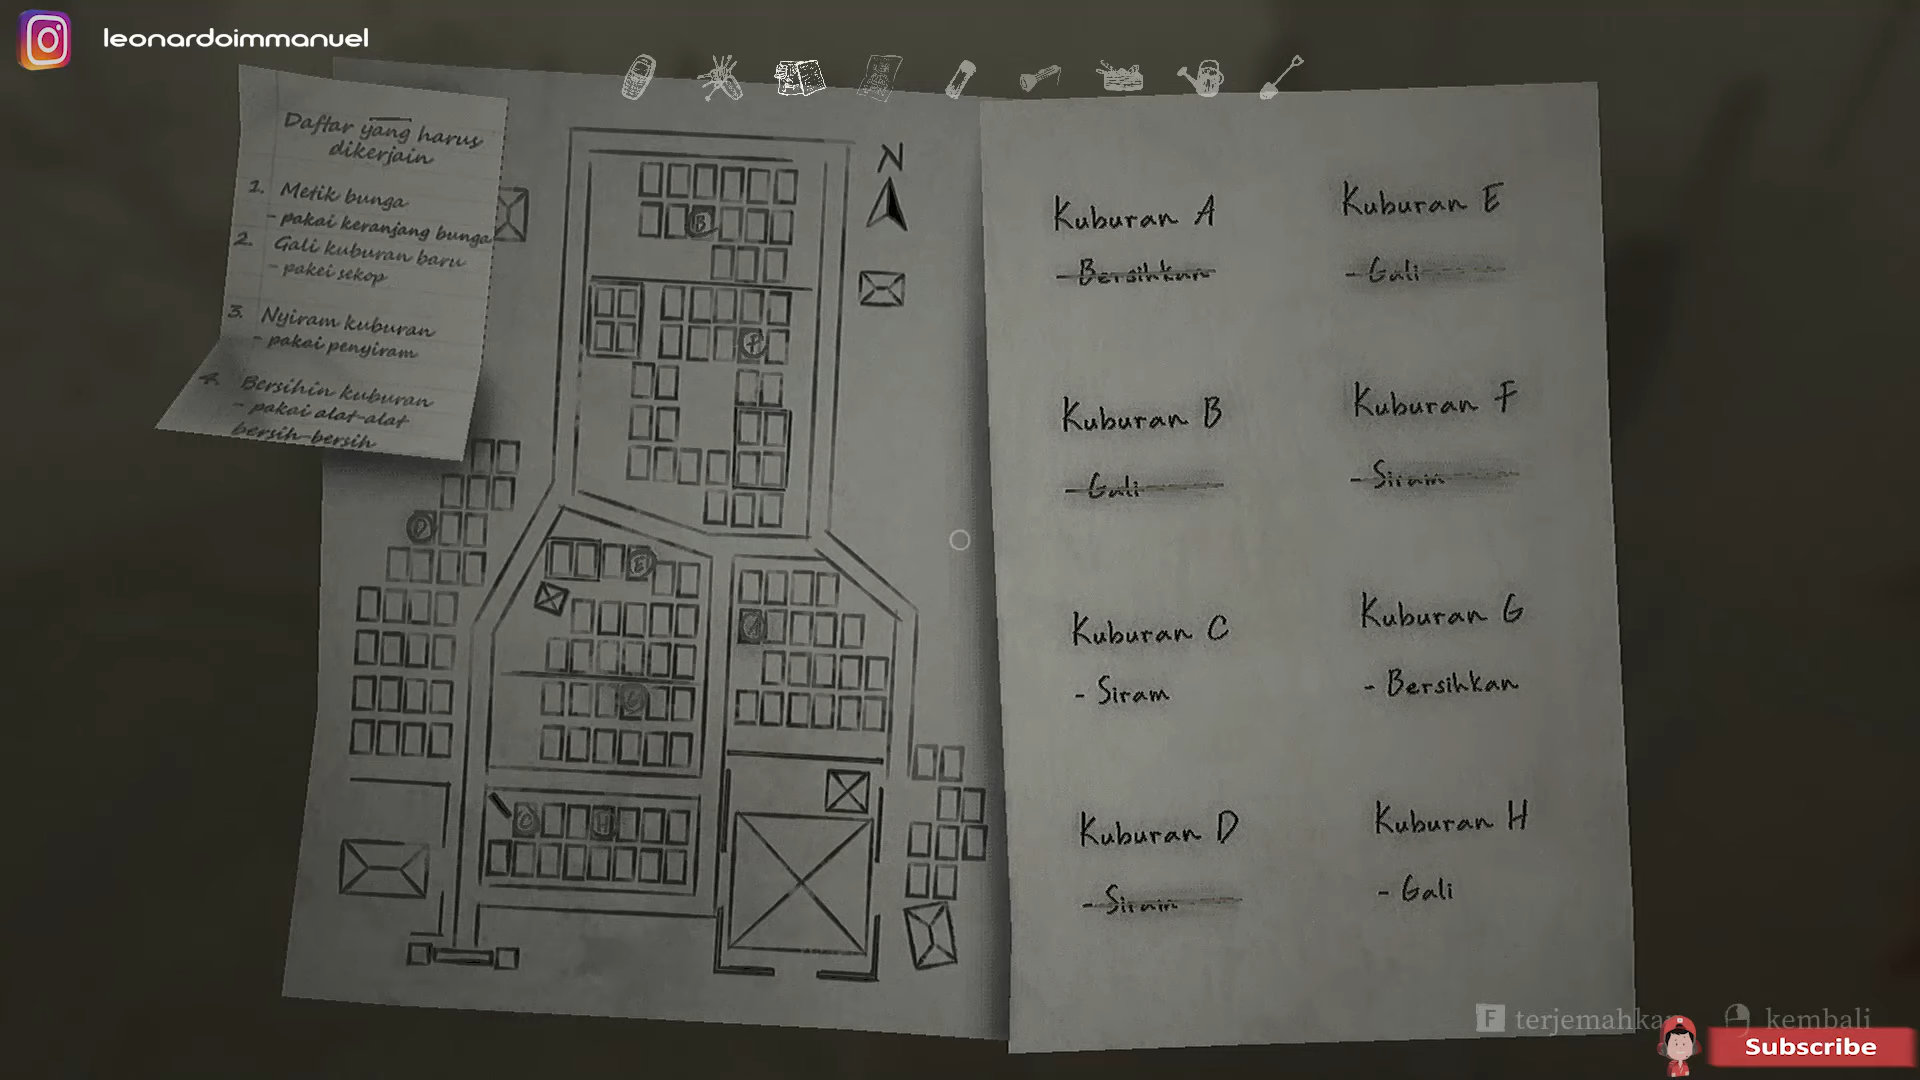 leonardoimmanuel
Daftar yang harus
dikerjain
1. Metik bunga
- pakai keranjang bunga
2. Gali kuburan baru
- pakei sekop
3. Nyiram kuburan
- pakai penyiram
4. Bersihin kuburan
- pakai alat-alat
bersih-bersih
N
B
F
D
E
A
H
Kuburan A
- Bersihkan
Kuburan B
- Gali
Kuburan C
- Siram
Kuburan D
- Siram
Kuburan E
- Gali
Kuburan F
- Siram
Kuburan G
- Bersihkan
Kuburan H
- Gali
F terjemahkan
kembali
Subscribe